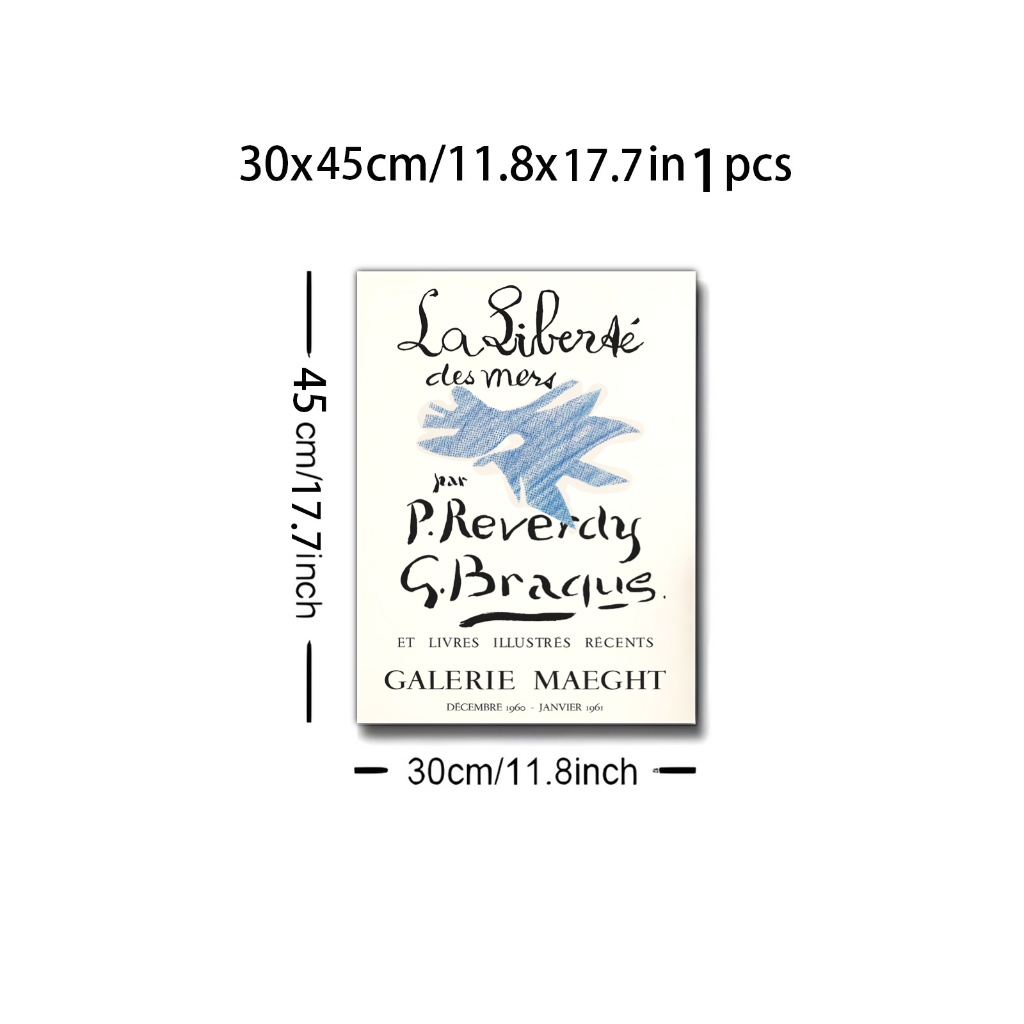 30x45cm/11.8x17.7in 1 pcs
45 cm/17.7inch
La Liberté
des mers
par
P. Reverdy
G. Braque.
ET LIVRES ILLUSTRÉS RÉCENTS
GALERIE MAEGHT
DÉCEMBRE 1960 - JANVIER 1961
30cm/11.8inch